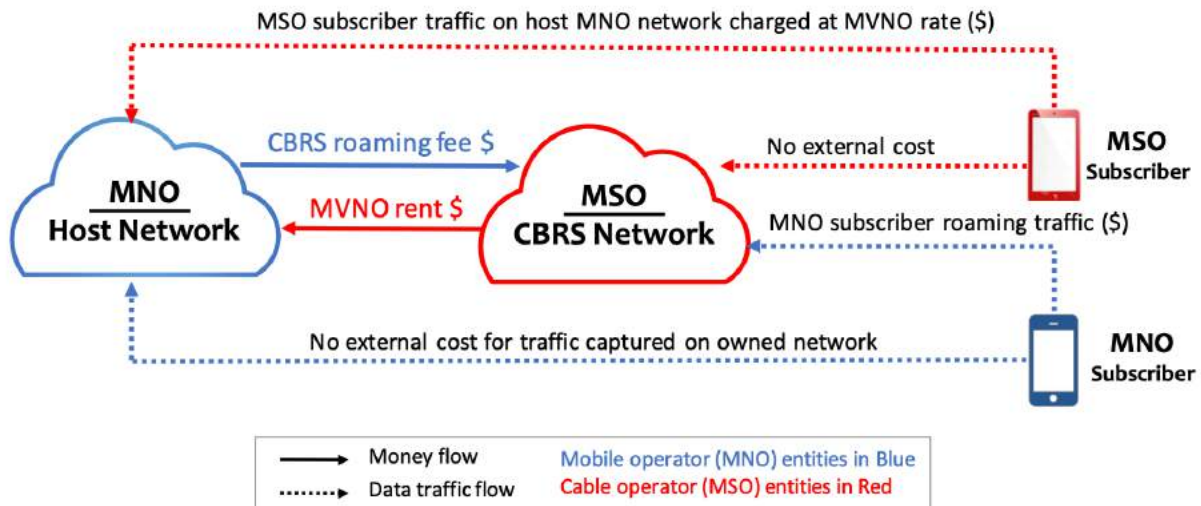 MSO subscriber traffic on host MNO network charged at MVNO rate ($)
CBRS roaming fee $
No external cost
MSO
Subscriber
MNO
Host Network
MVNO rent $
MSO
CBRS Network
MNO subscriber roaming traffic ($)
No external cost for traffic captured on owned network
MNO
Subscriber
Money flow
Mobile operator (MNO) entities in Blue
Data traffic flow
Cable operator (MSO) entities in Red